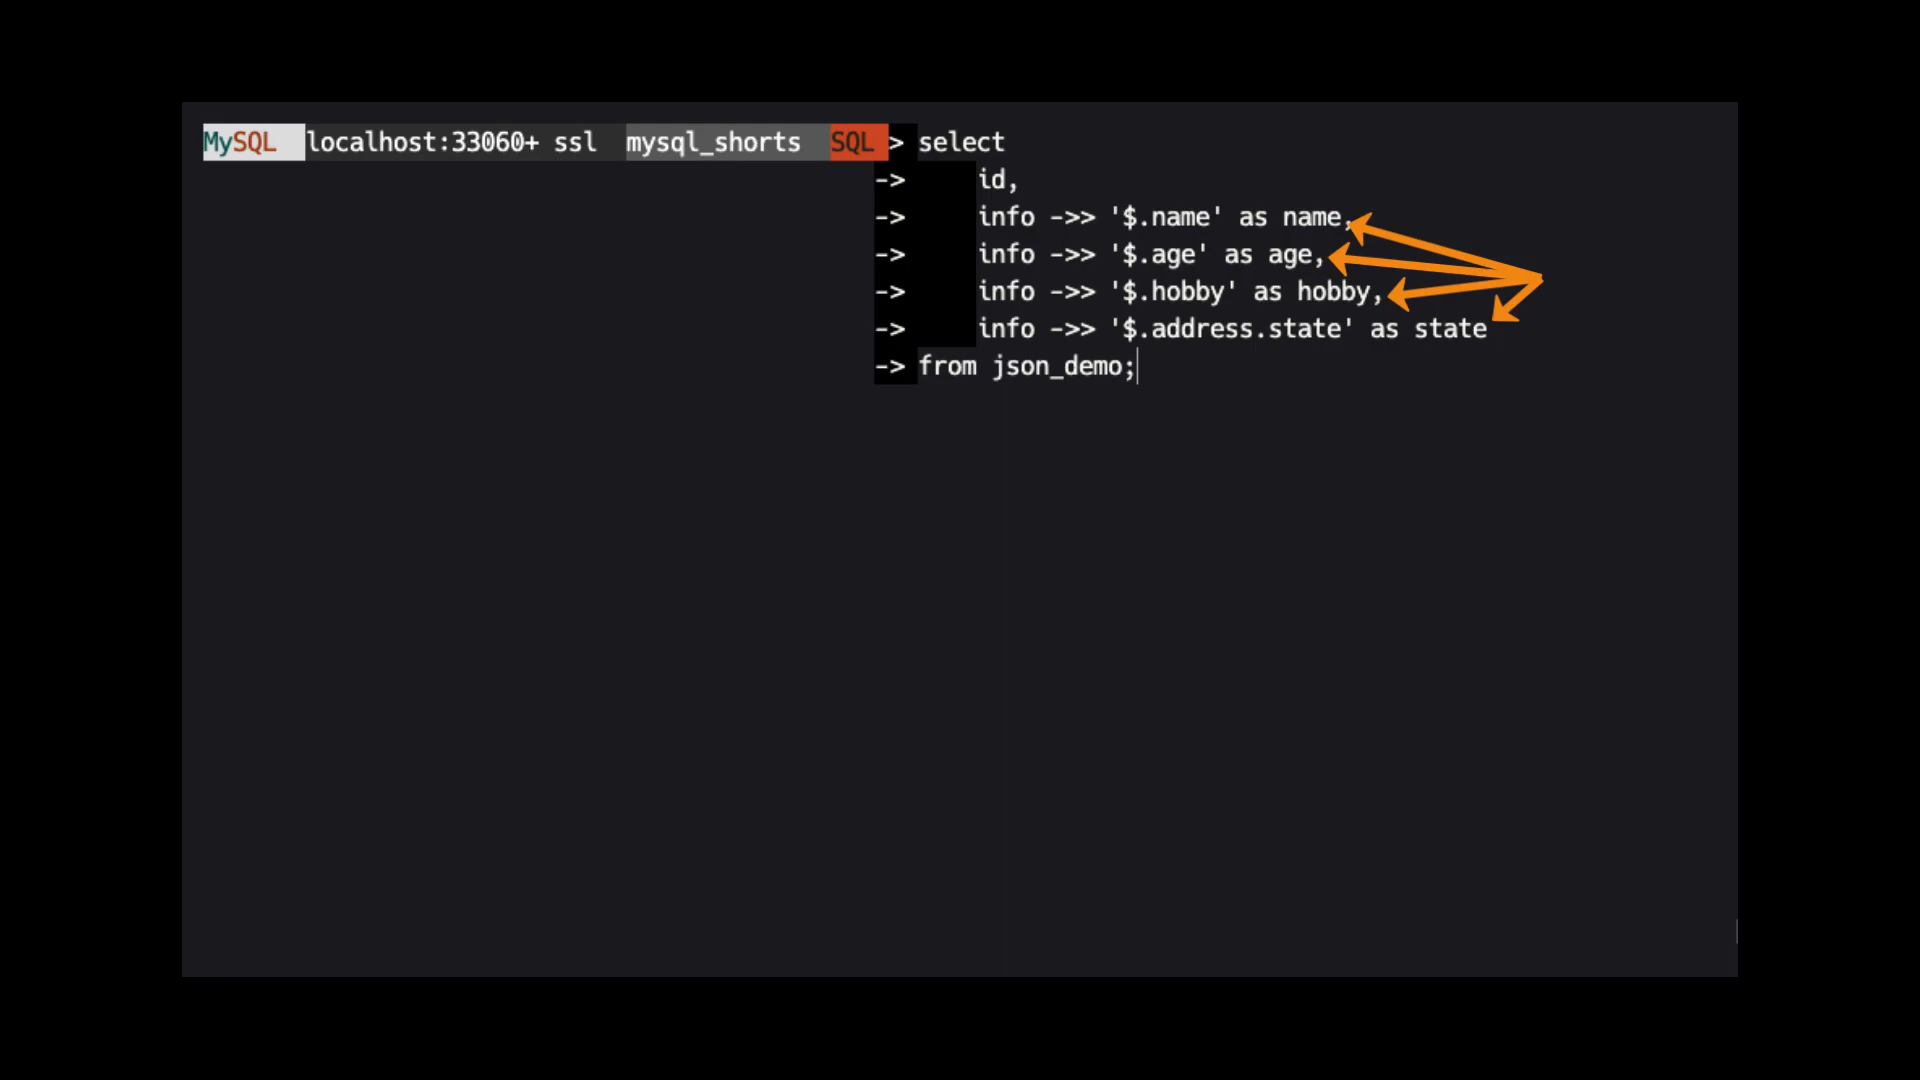 MySQL localhost:33060+ ssl mysql_shorts SQL > select
-> id,
-> info ->> '$.name' as name,
-> info ->> '$.age' as age,
-> info ->> '$.hobby' as hobby,
-> info ->> '$.address.state' as state
-> from json_demo;